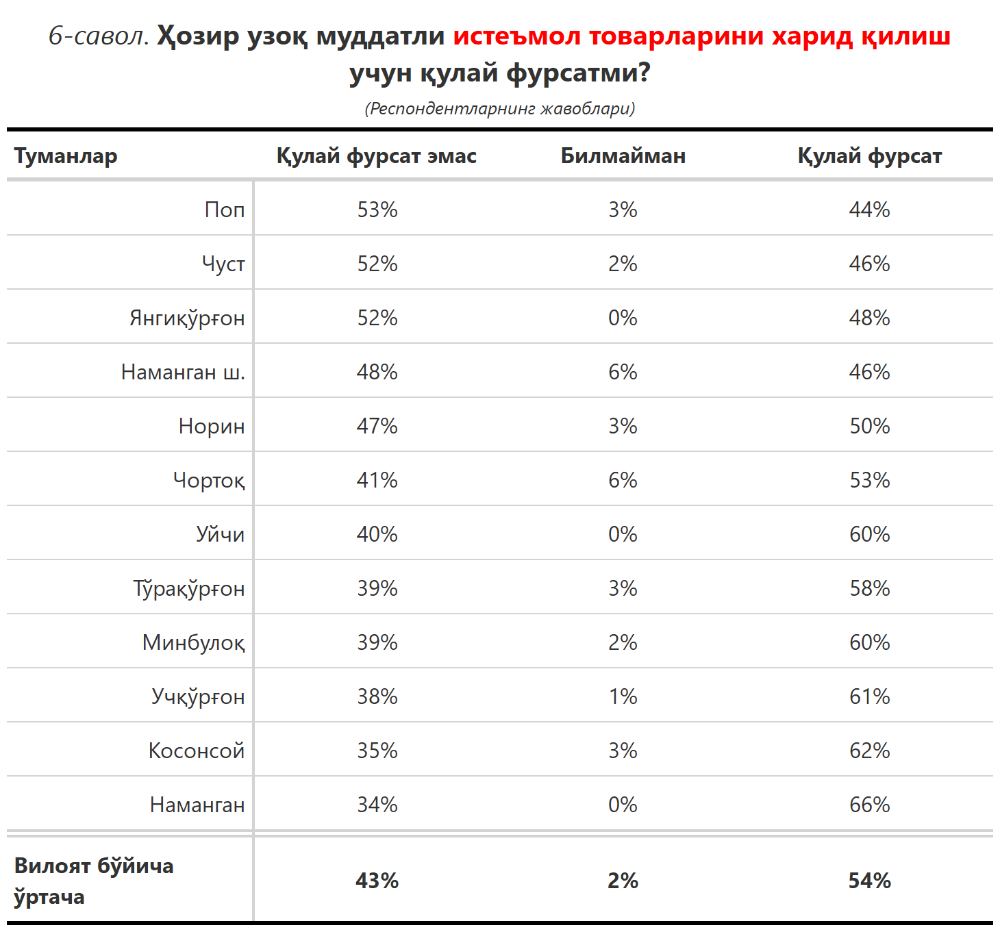 6-савол. Ҳозир узоқ муддатли истеъмол товарларини харид қилиш
учун қулай фурсатми?
(Респондентларнинг жавоблари)
Туманлар Қулай фурсат эмас Билмайман Қулай фурсат
Поп 53% 3% 44%
Чуст 52% 2% 46%
Янгиқўрғон 52% 0% 48%
Наманган ш. 48% 6% 46%
Норин 47% 3% 50%
Чортоқ 41% 6% 53%
Уйчи 40% 0% 60%
Тўрақўрғон 39% 3% 58%
Минбулоқ 39% 2% 60%
Учқўрғон 38% 1% 61%
Косонсой 35% 3% 62%
Наманган 34% 0% 66%
Вилоят бўйича
ўртача 43% 2% 54%